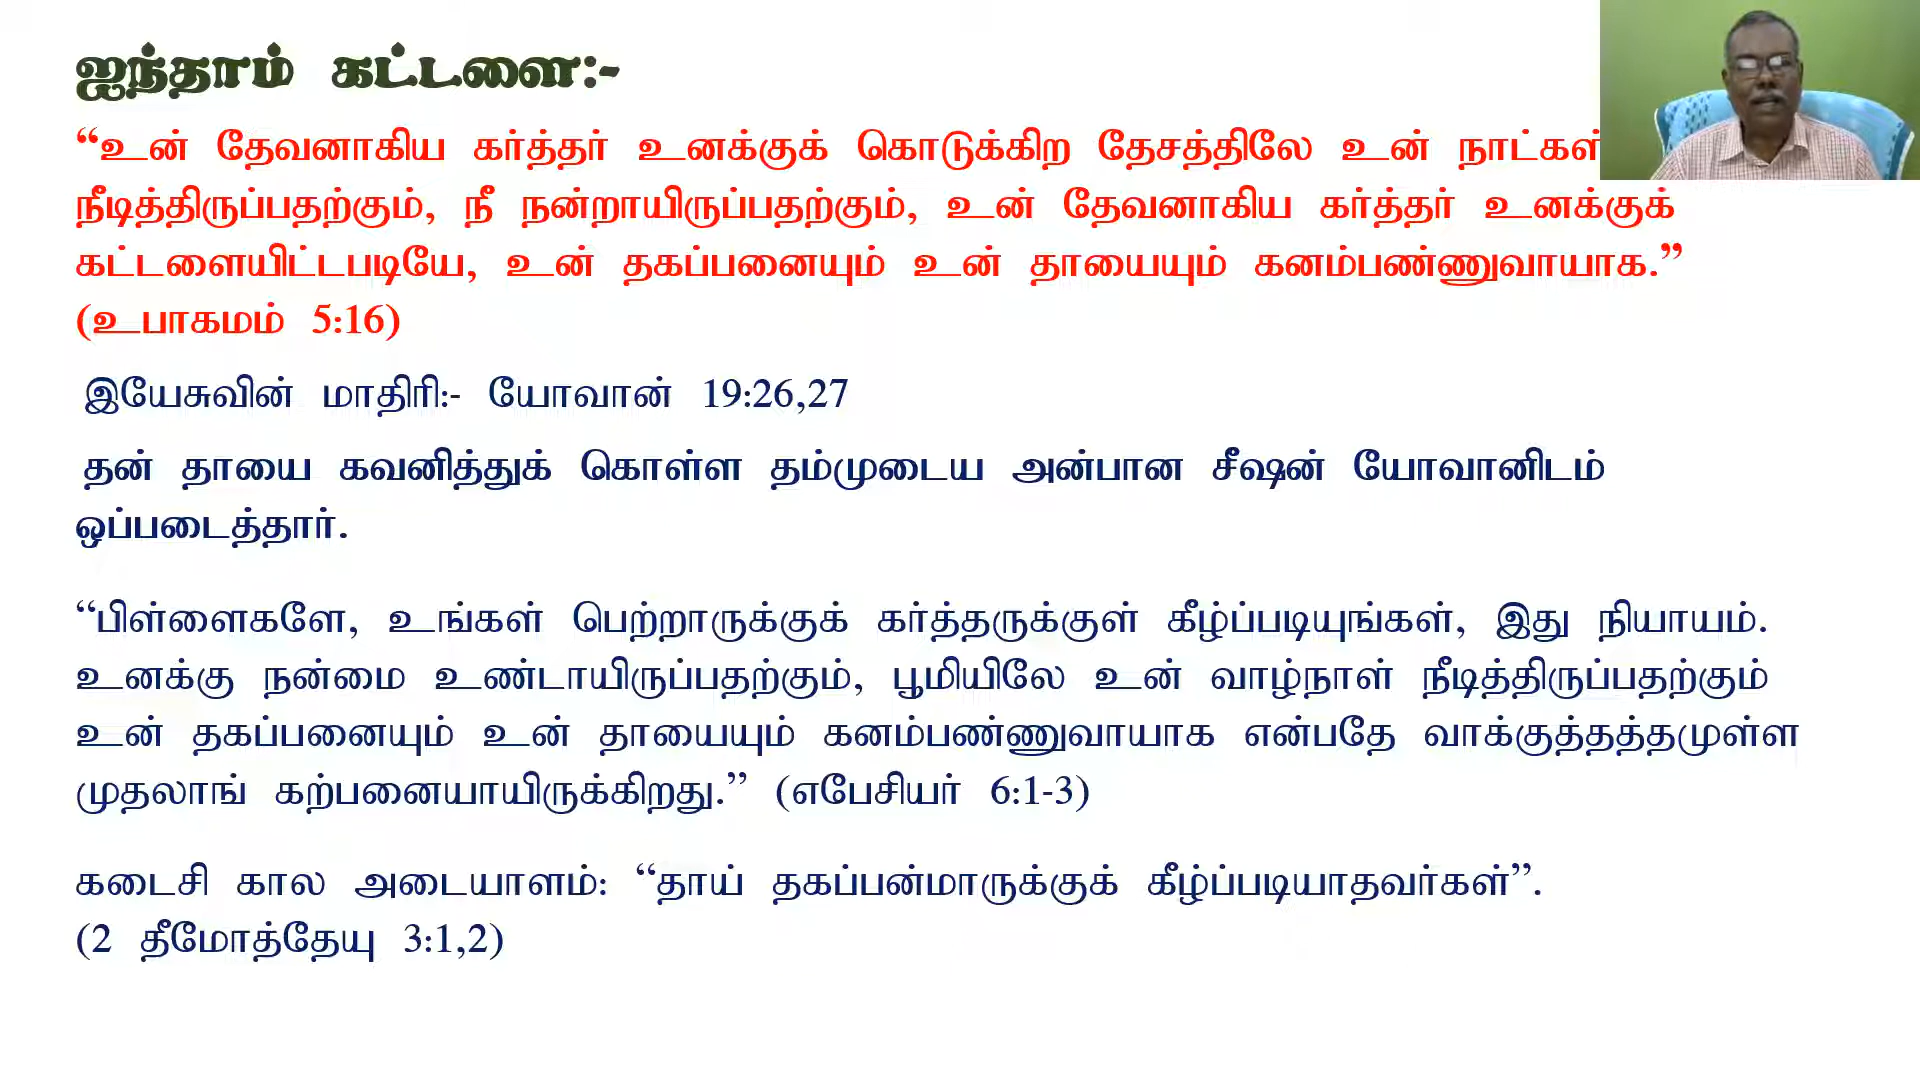 ஐந்தாம் கட்டளை:-
“உன் தேவனாகிய கர்த்தர் உனக்குக் கொடுக்கிற தேசத்திலே உன் நாட்கள்
நீடித்திருப்பதற்கும், நீ நன்றாயிருப்பதற்கும், உன் தேவனாகிய கர்த்தர் உனக்குக்
கட்டளையிட்டபடியே, உன் தகப்பனையும் உன் தாயையும் கனம்பண்ணுவாயாக.”
(உபாகமம் 5:16)
இயேசுவின் மாதிரி:- யோவான் 19:26,27
தன் தாயை கவனித்துக் கொள்ள தம்முடைய அன்பான சீஷன் யோவானிடம்
ஒப்படைத்தார்.
“பிள்ளைகளே, உங்கள் பெற்றாருக்குக் கர்த்தருக்குள் கீழ்ப்படியுங்கள், இது நியாயம்.
உனக்கு நன்மை உண்டாயிருப்பதற்கும், பூமியிலே உன் வாழ்நாள் நீடித்திருப்பதற்கும்
உன் தகப்பனையும் உன் தாயையும் கனம்பண்ணுவாயாக என்பதே வாக்குத்தத்தமுள்ள
முதலாங் கற்பனையாயிருக்கிறது.” (எபேசியர் 6:1-3)
கடைசி கால அடையாளம்: “தாய் தகப்பன்மாருக்குக் கீழ்ப்படியாதவர்கள்”.
(2 தீமோத்தேயு 3:1,2)